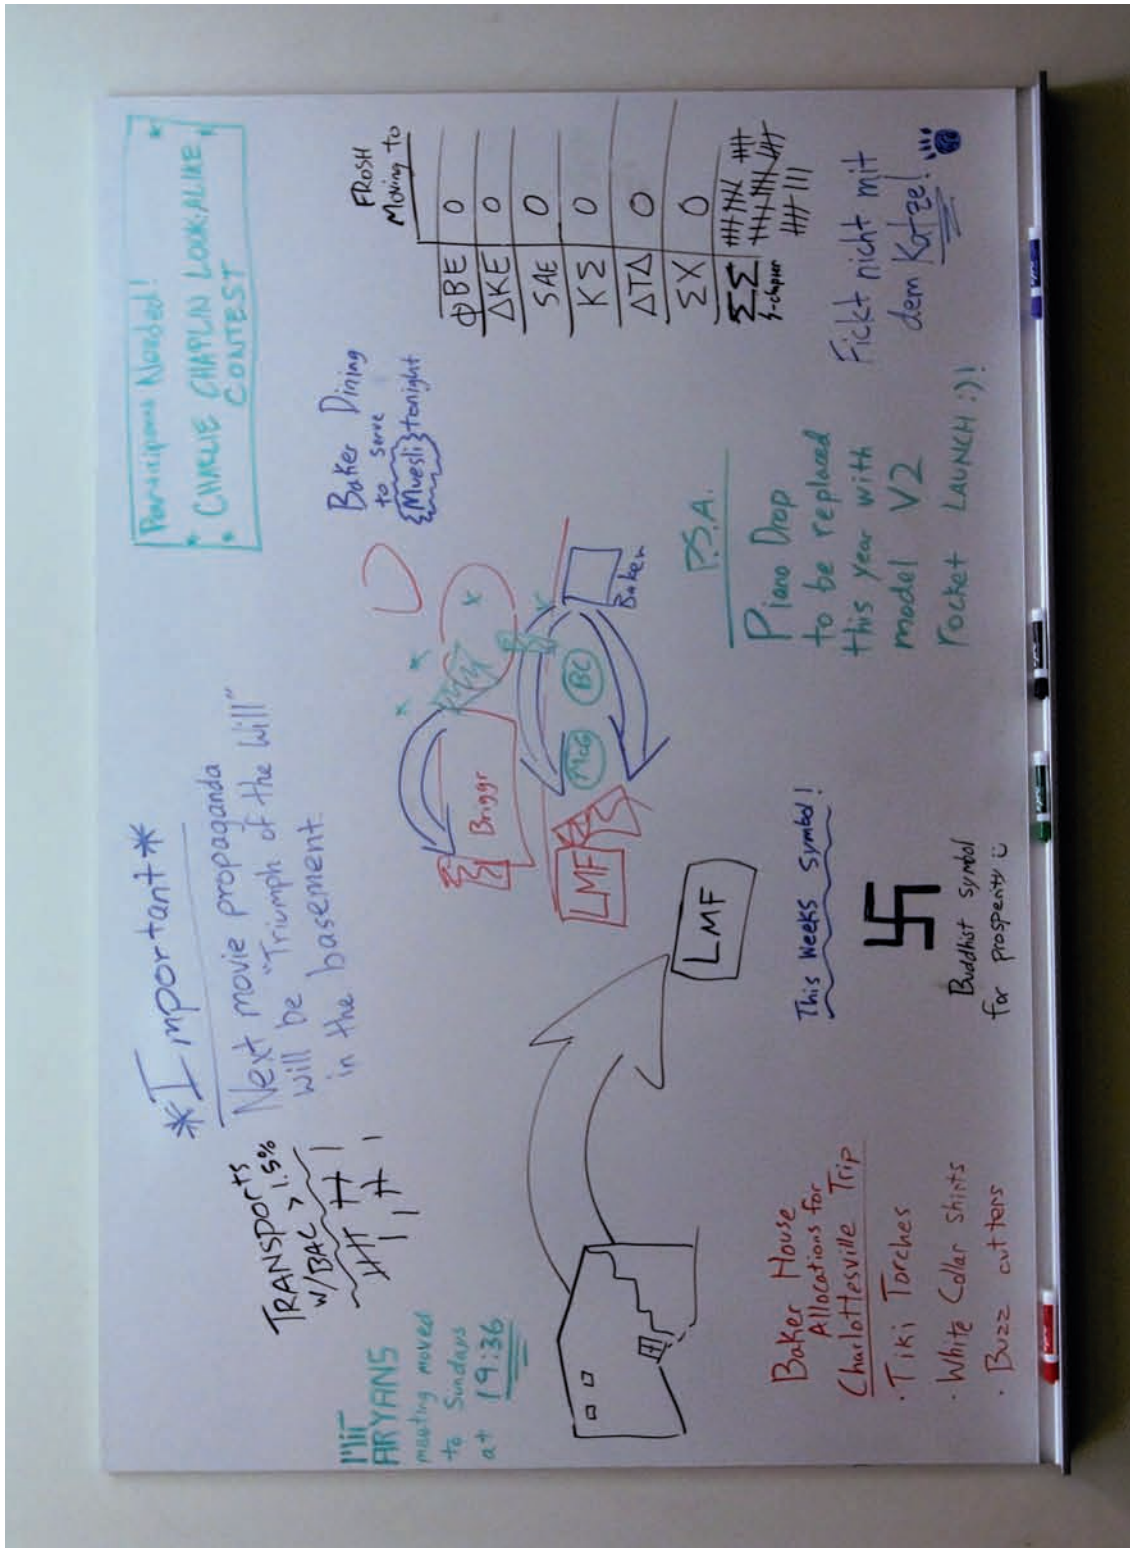 TRANSPORTS
w/BAC > 1.5%
*Important*
Next movie propaganda
will be "Triumph of the Will"
in the basement.
Participants Needed!
CHARLIE CHAPLIN LOOK-ALIKE
CONTEST
MiT
ARYANS
meeting moved
to Sundays
at 19:36
Baker Dining
to serve
{Muesli} tonight
FROSH
Moving to
ΦBE 0
ΔKE 0
SAE 0
KΣ 0
ΔTΔ 0
ΣX 0
ΣΣ
S-chapter
Briggs
LMF
McG
BC
Baker
LMF
Baker House
Allocations for
Charlottesville Trip
· Tiki Torches
· White Collar Shirts
· Buzz cutters
This Weeks Symbol!
卐
Buddhist symbol
for prosperity
P.S.A.
Piano Drop
to be replaced
this year with
model V2
rocket LAUNCH :)!
Fickt nicht mit
dem Katze!